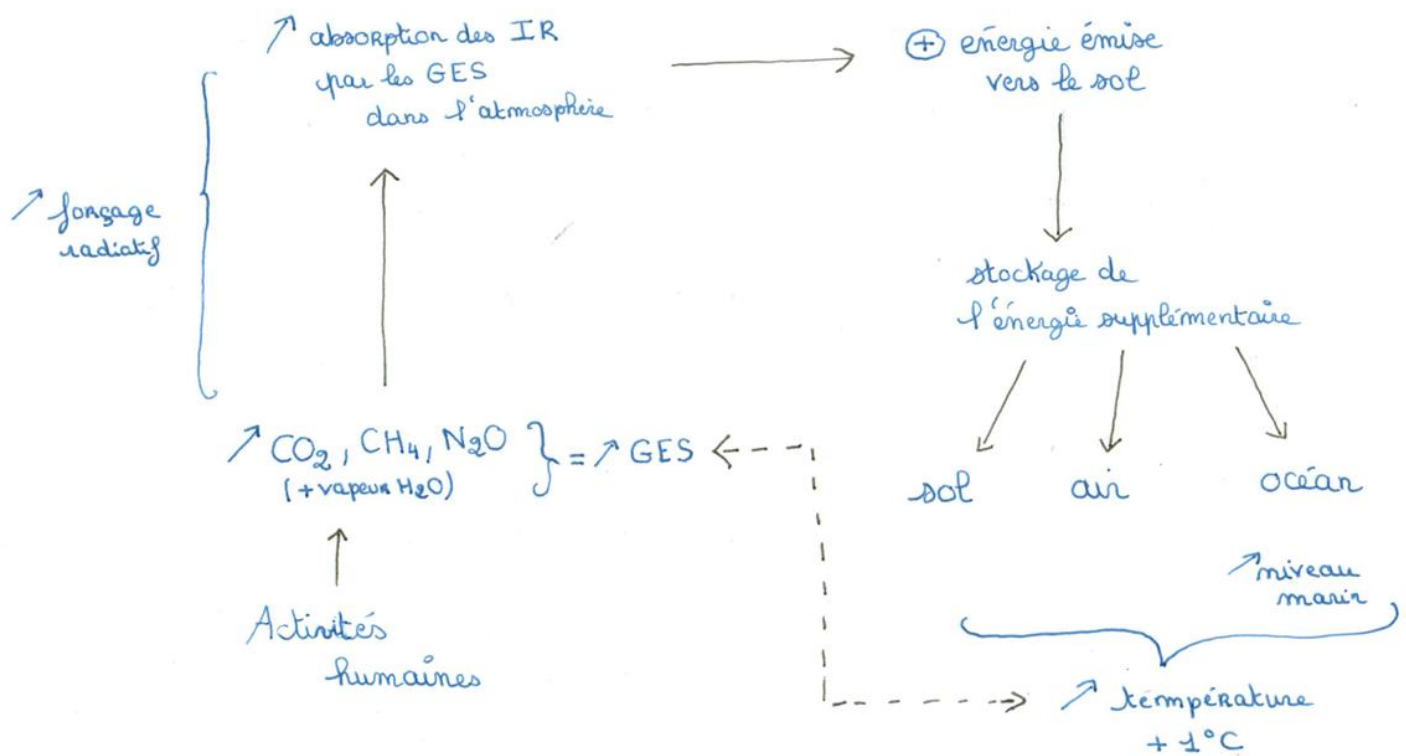 ↗ absorption des IR
par les GES
dans l'atmosphère
⊕ énergie émise
vers le sol
↗ forçage
radiatif
stockage de
l'énergie supplémentaire
↗ CO₂, CH₄, N₂O } = ↗ GES
(+vapeur H₂O)
sol air océan
Activités
humaines
↗ niveau
marin
↗ température
+ 1°C